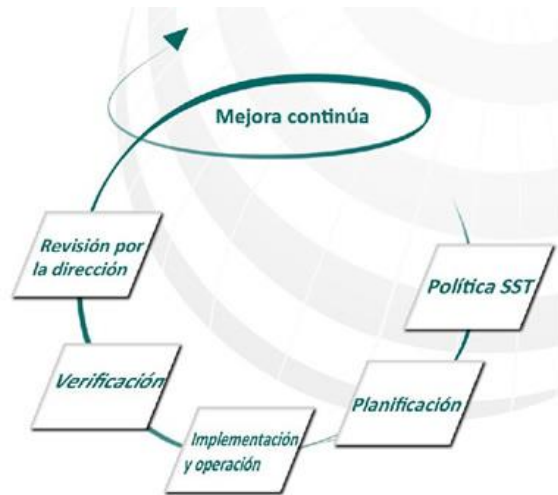 Mejora continúa
Revisión por
la dirección
Política SST
Verificación
Planificación
Implementación
y operación